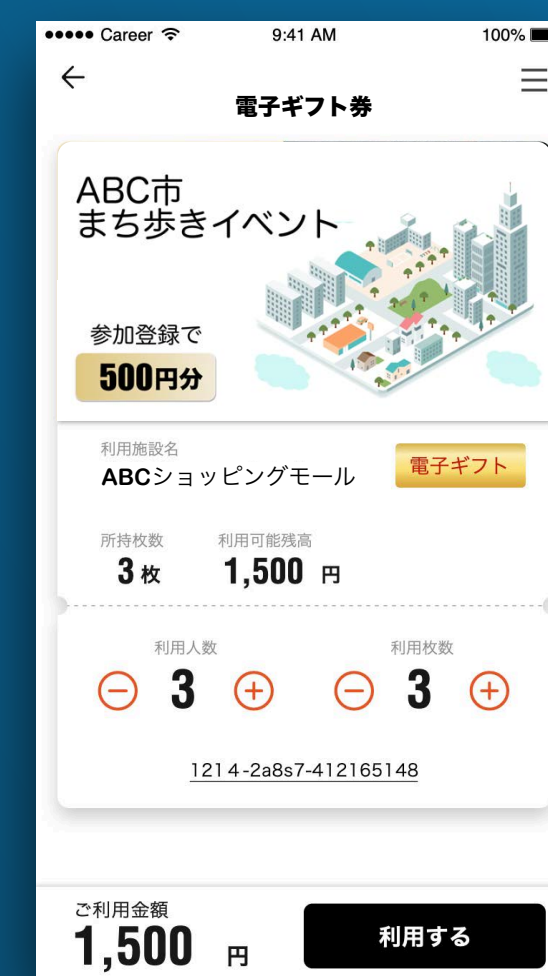 Career 9:41 AM 100%
電子ギフト券
ABC市
まち歩きイベント
参加登録で
500円分
利用施設名
ABCショッピングモール
電子ギフト
所持枚数 利用可能残高
3枚 1,500 円
利用人数 利用枚数
3 3
1214-2a8s7-412165148
ご利用金額
1,500 円
利用する